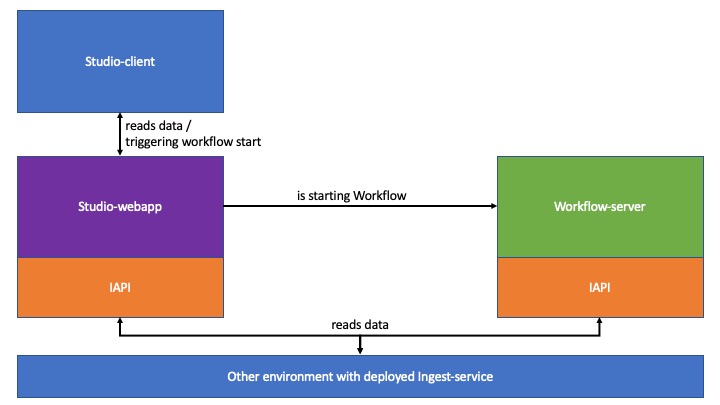 Studio-client
reads data /
triggering workflow start
Studio-webapp
is starting Workflow
Workflow-server
IAPI
IAPI
reads data
Other environment with deployed Ingest-service